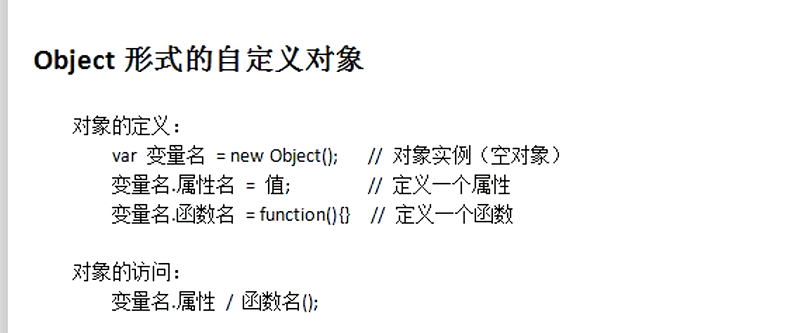 Object 形式的自定义对象
对象的定义：
var 变量名 = new Object(); // 对象实例（空对象）
变量名.属性名 = 值; // 定义一个属性
变量名.函数名 = function(){} // 定义一个函数
对象的访问：
变量名.属性 / 函数名();